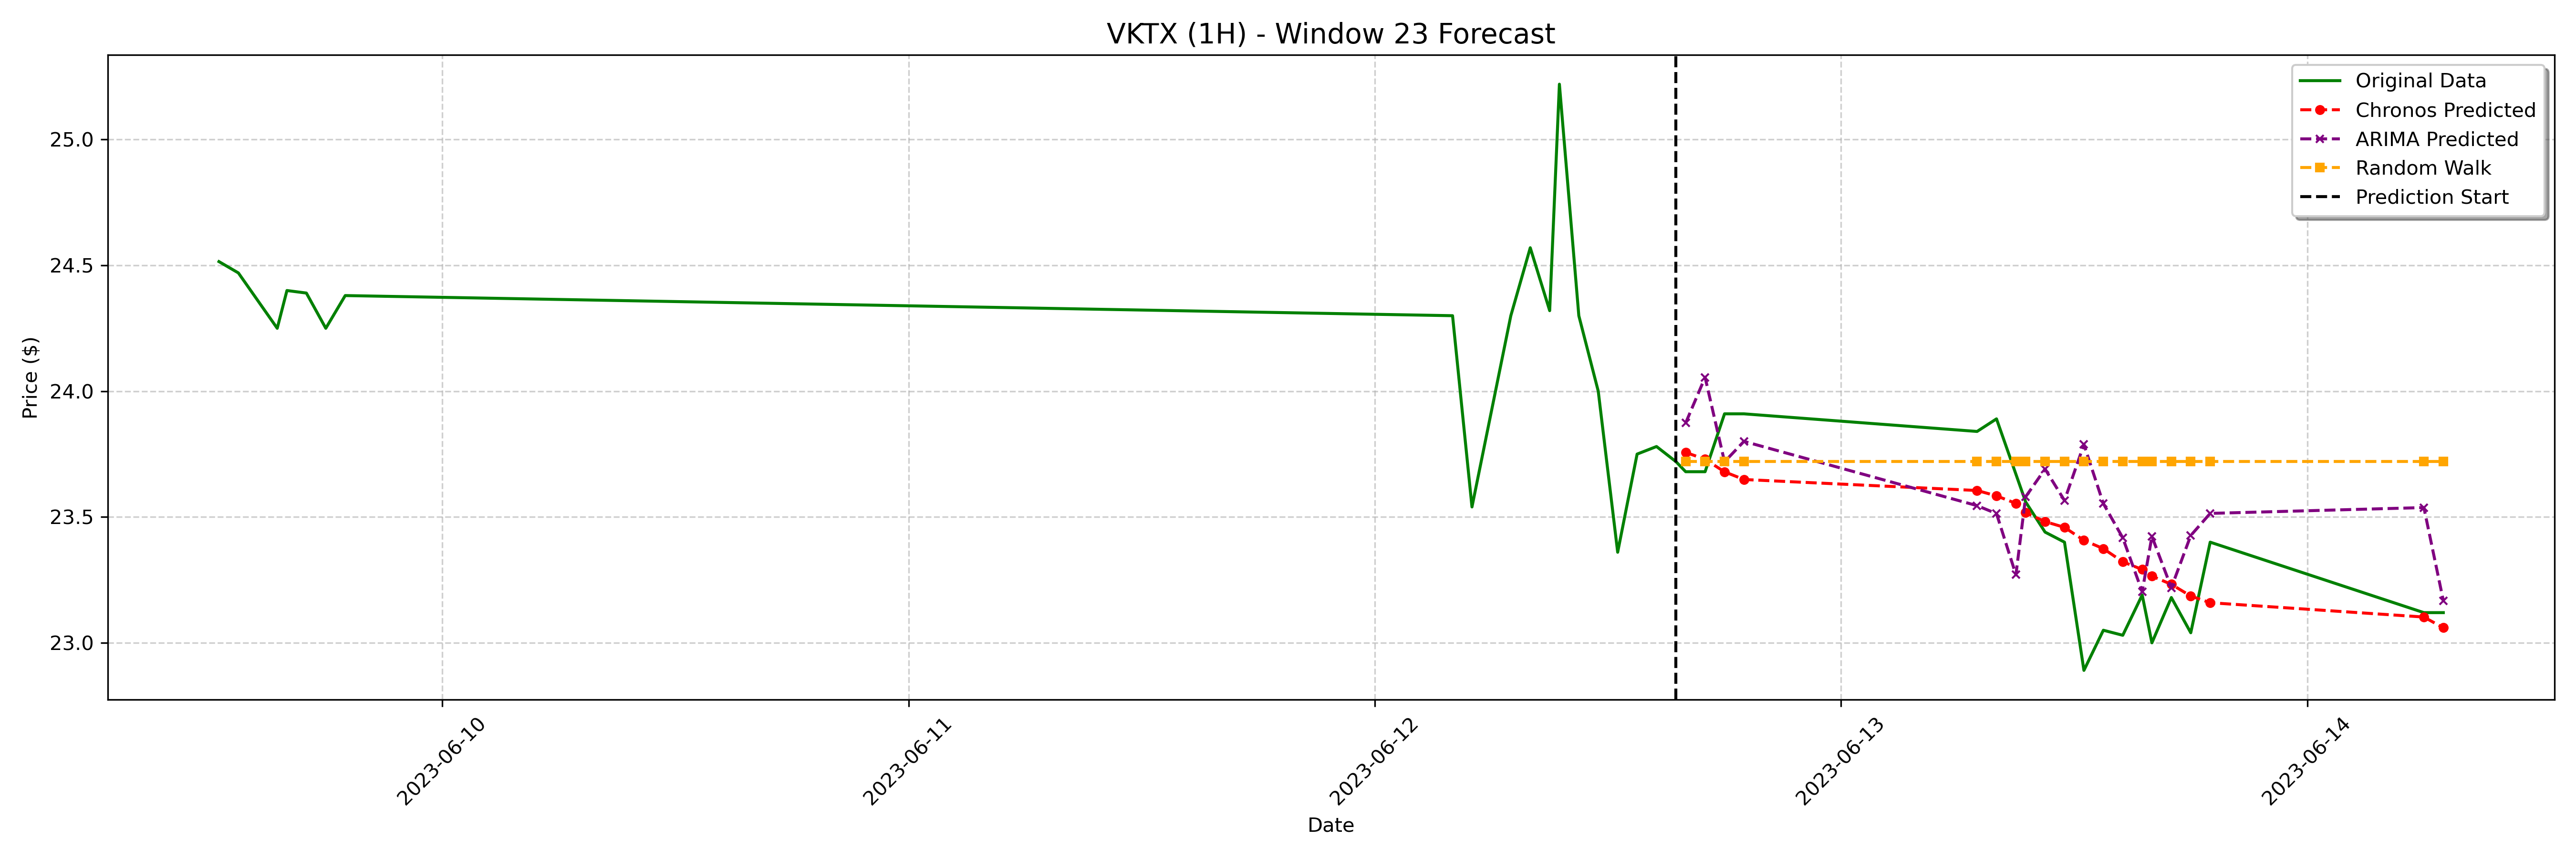 VKTX (1H) - Window 23 Forecast
Original Data
Chronos Predicted
ARIMA Predicted
Random Walk
Prediction Start
Price ($)
25.0
24.5
24.0
23.5
23.0
2023-06-10
2023-06-11
2023-06-12
2023-06-13
2023-06-14
Date